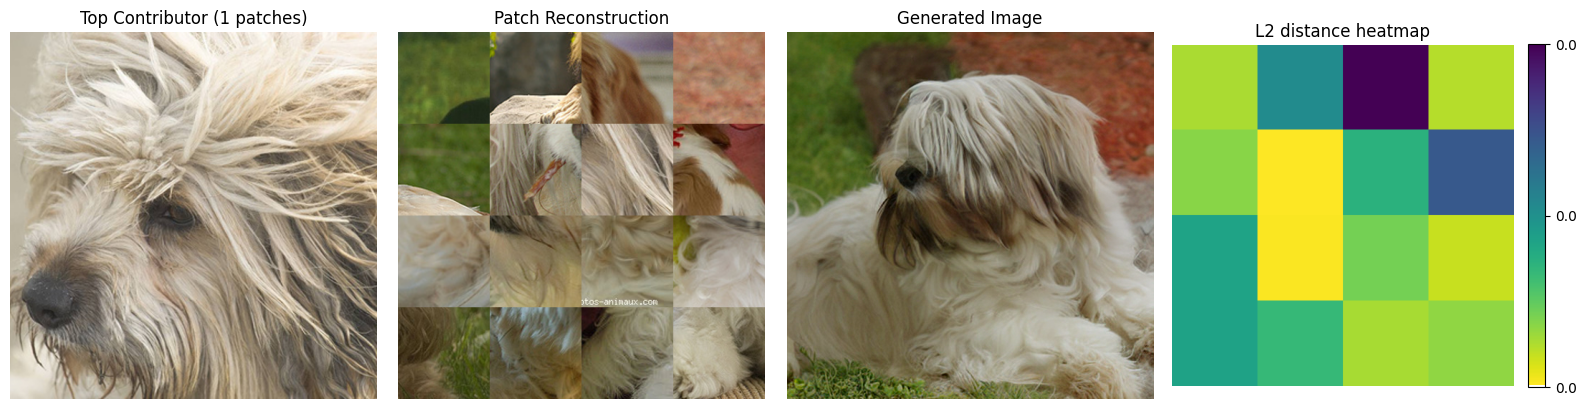 Top Contributor (1 patches)
Patch Reconstruction
Generated Image
L2 distance heatmap
0.0
0.0
0.0
otos-animaux.com